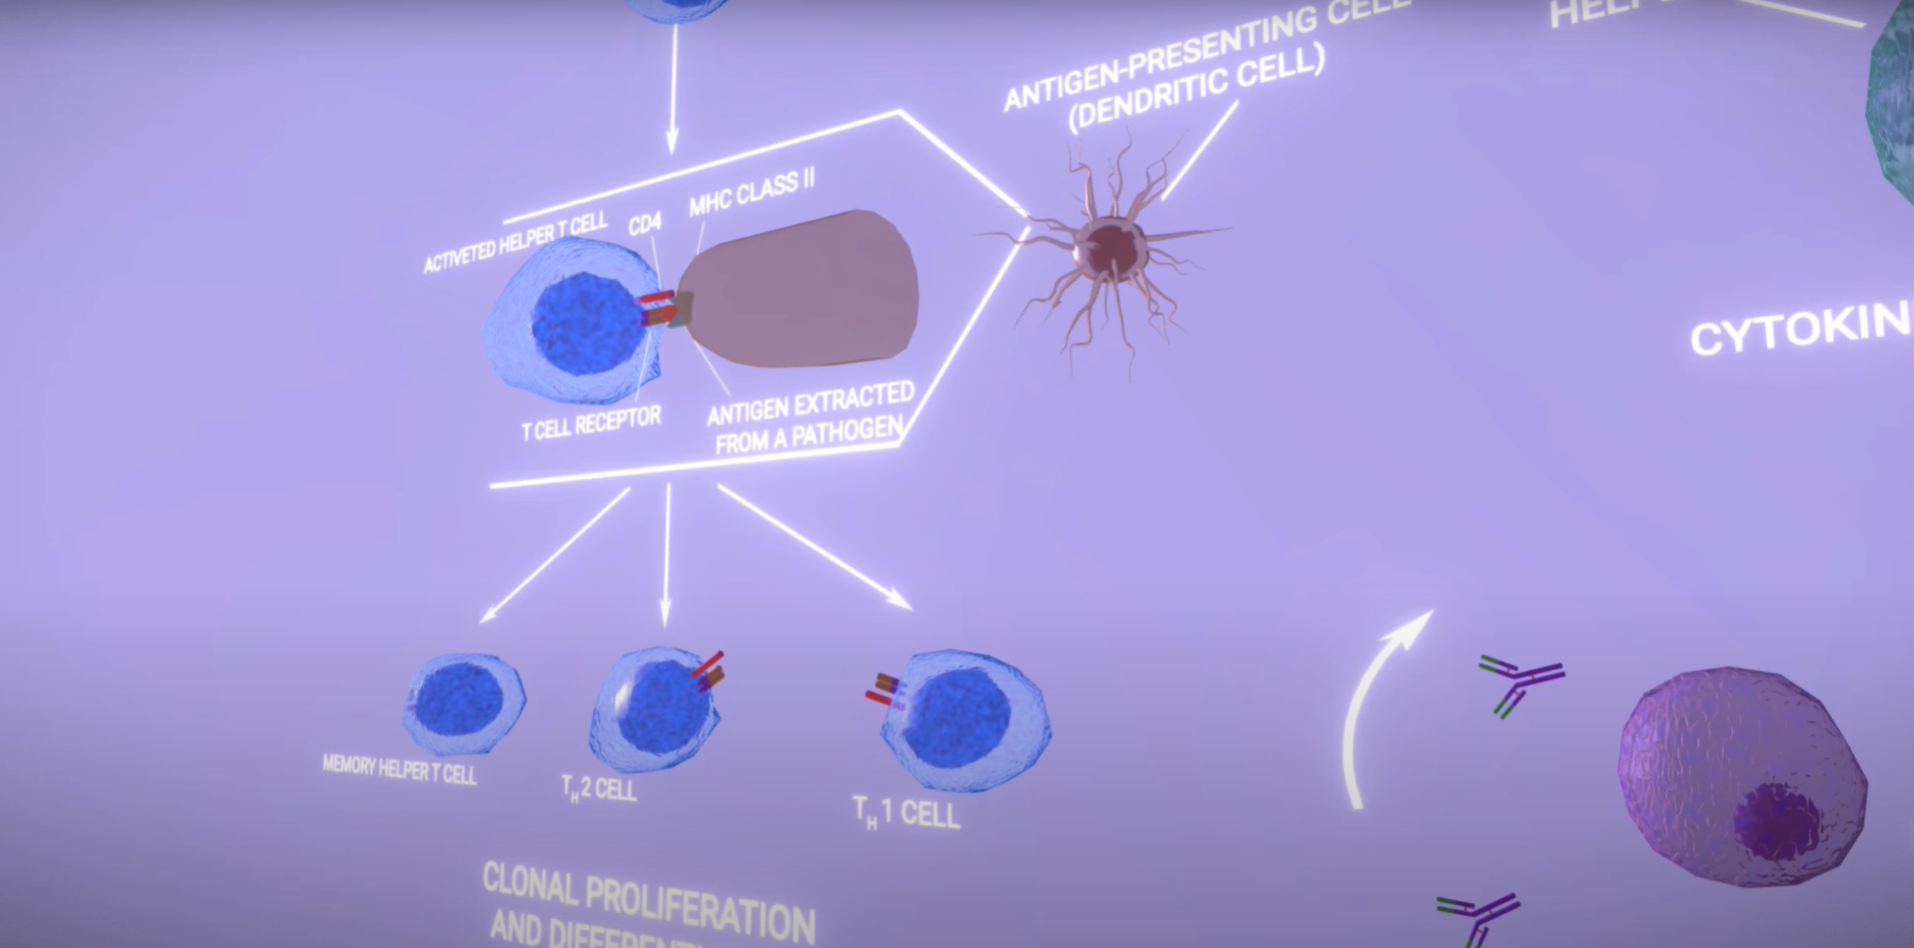 ANTIGEN-PRESENTING CELL
(DENDRITIC CELL)
MHC CLASS II
CD4
ACTIVETED HELPER T CELL
T CELL RECEPTOR
ANTIGEN EXTRACTED
FROM A PATHOGEN
MEMORY HELPER T CELL
TH2 CELL
TH1 CELL
CLONAL PROLIFERATION
AND